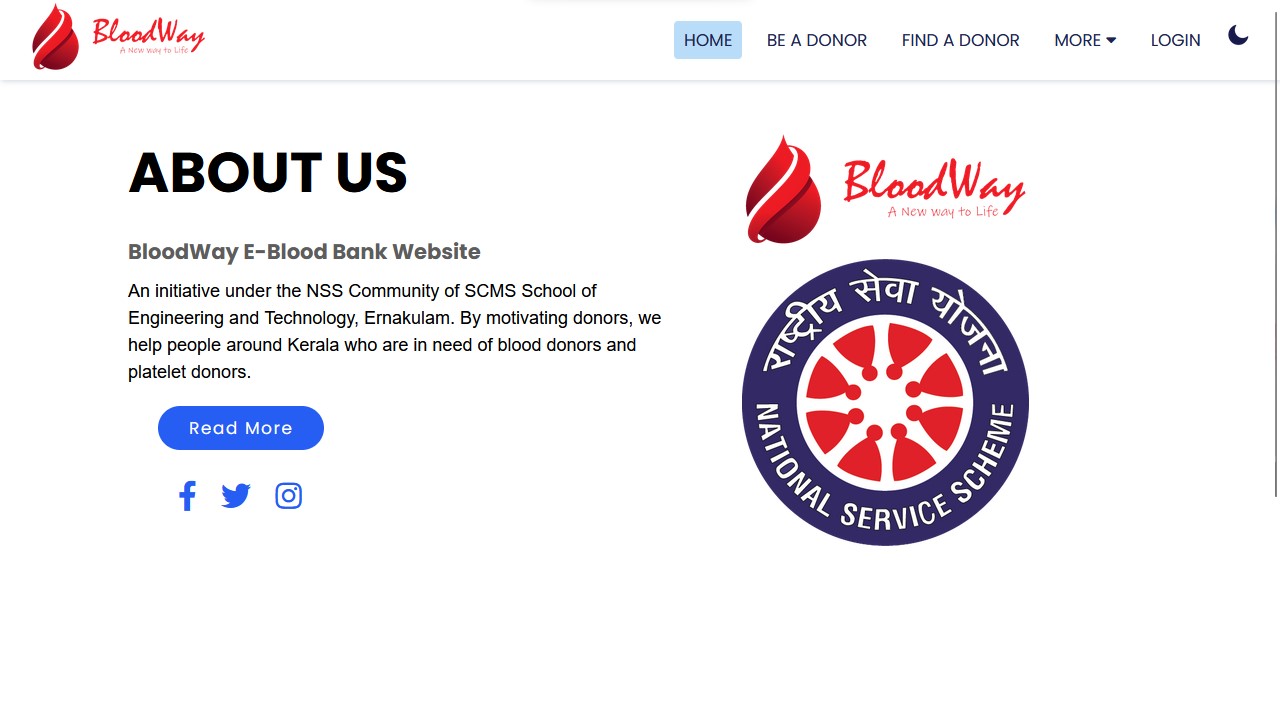 BloodWay
A New way to Life
HOME
BE A DONOR
FIND A DONOR
MORE
LOGIN
ABOUT US
BloodWay E-Blood Bank Website
An initiative under the NSS Community of SCMS School of
Engineering and Technology, Ernakulam. By motivating donors, we
help people around Kerala who are in need of blood donors and
platelet donors.
Read More
BloodWay
A New way to Life
राष्ट्रीय सेवा योजना
NATIONAL SERVICE SCHEME